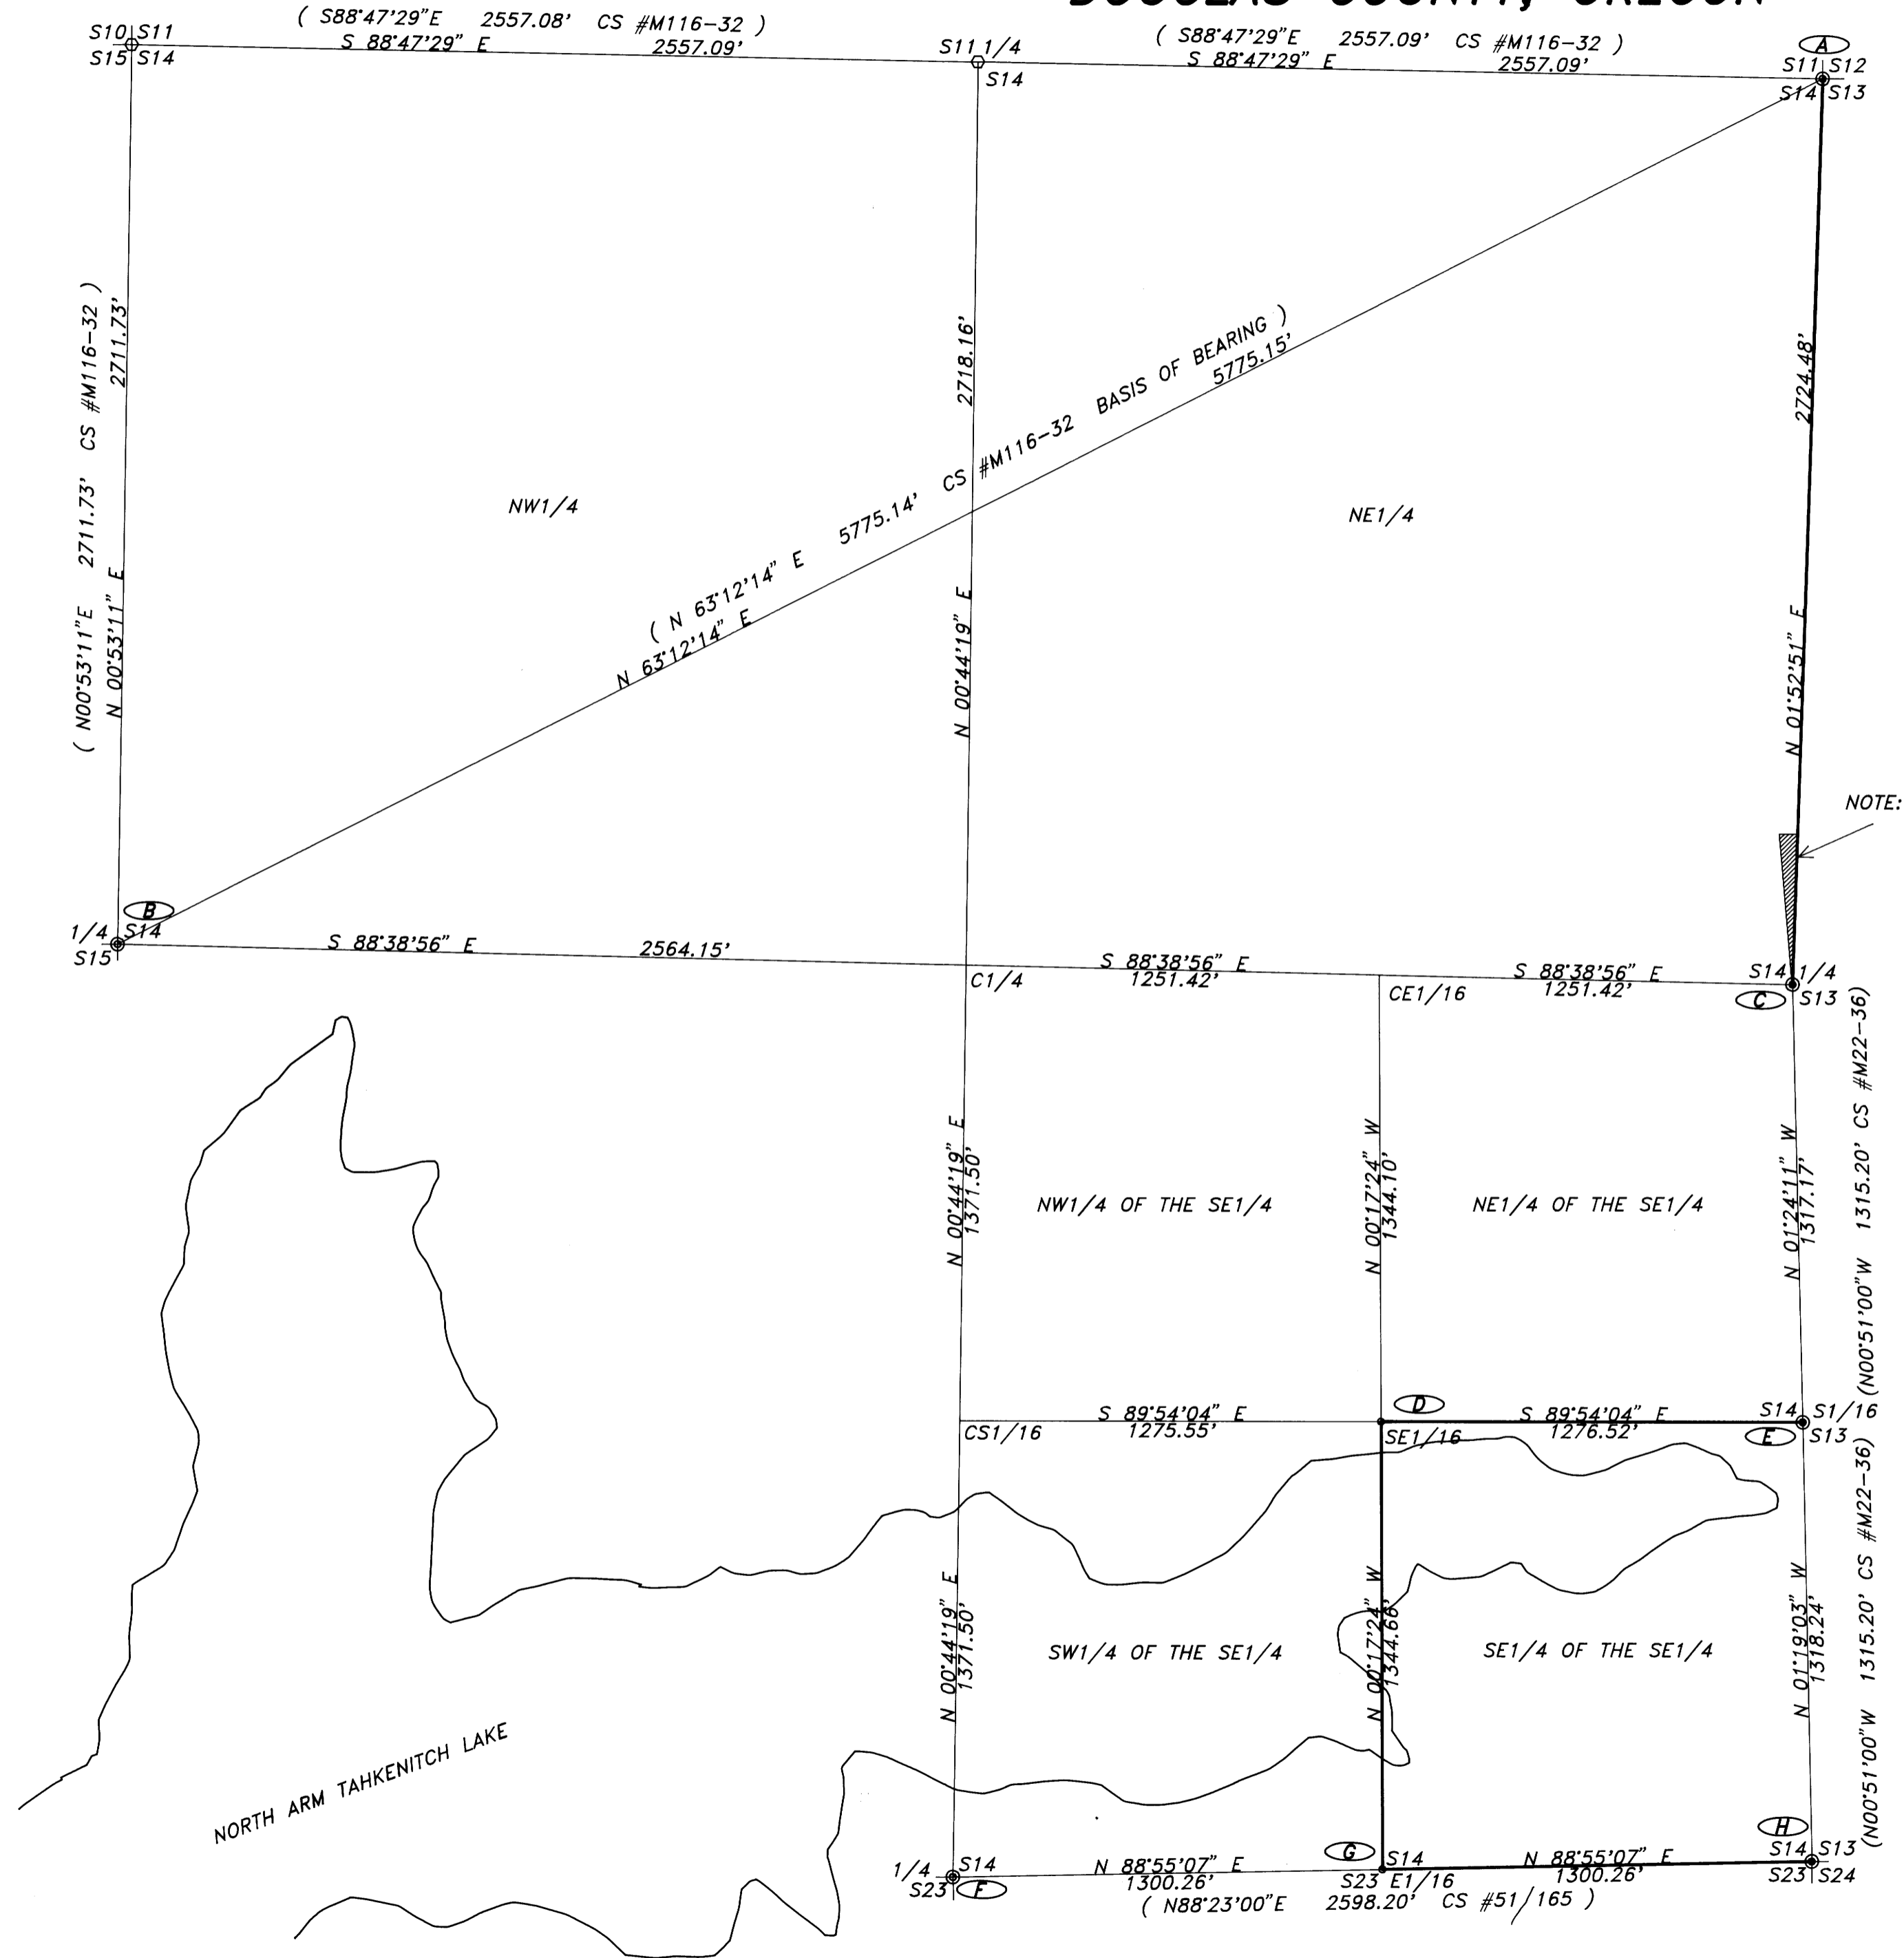 DOUGLAS COUNTY, OREGON
( S88°47'29"E 2557.08' CS #M116-32 )
S 88°47'29" E 2557.09'
( S88°47'29"E 2557.09' CS #M116-32 )
S 88°47'29" E 2557.09'
S10 S11
S15 S14
S11 1/4
S14
A
S11 S12
S14 S13
( N00°53'11"E 2711.73' CS #M116-32 )
N 00°53'11" E 2711.73'
N 00°44'19" E 2718.16'
N 01°52'51" E 2724.48'
( N 63°12'14" E 5775.14' CS #M116-32 BASIS OF BEARING )
N 63°12'14" E 5775.15'
NW1/4
NE1/4
NOTE:
B
1/4 S14
S15
S 88°38'56" E 2564.15'
C1/4
S 88°38'56" E
1251.42'
CE1/16
S 88°38'56" E
1251.42'
S14 1/4
C S13
N 00°44'19" E
1371.50'
NW1/4 OF THE SE1/4
N 00°17'24" W
1344.10'
NE1/4 OF THE SE1/4
N 01°24'11" W
1317.17'
(N00°51'00"W 1315.20' CS #M22-36)
CS1/16
S 89°54'04" E
1275.55'
D
SE1/16
S 89°54'04" E
1276.52'
S14 S1/16
E S13
N 00°44'19" E
1371.50'
SW1/4 OF THE SE1/4
N 00°17'24" W
1344.66'
SE1/4 OF THE SE1/4
N 01°19'03" W
1318.24'
(N00°51'00"W 1315.20' CS #M22-36)
NORTH ARM TAHKENITCH LAKE
1/4 S14
S23 F
N 88°55'07" E
1300.26'
G S14
S23 E1/16
N 88°55'07" E
1300.26'
H
S14 S13
S23 S24
( N88°23'00"E 2598.20' CS #51/165 )